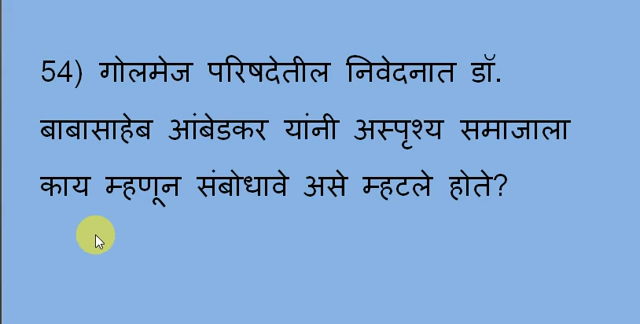 54) गोलमेज परिषदेतील निवेदनात डॉ.
बाबासाहेब आंबेडकर यांनी अस्पृश्य समाजाला
काय म्हणून संबोधावे असे म्हटले होते?